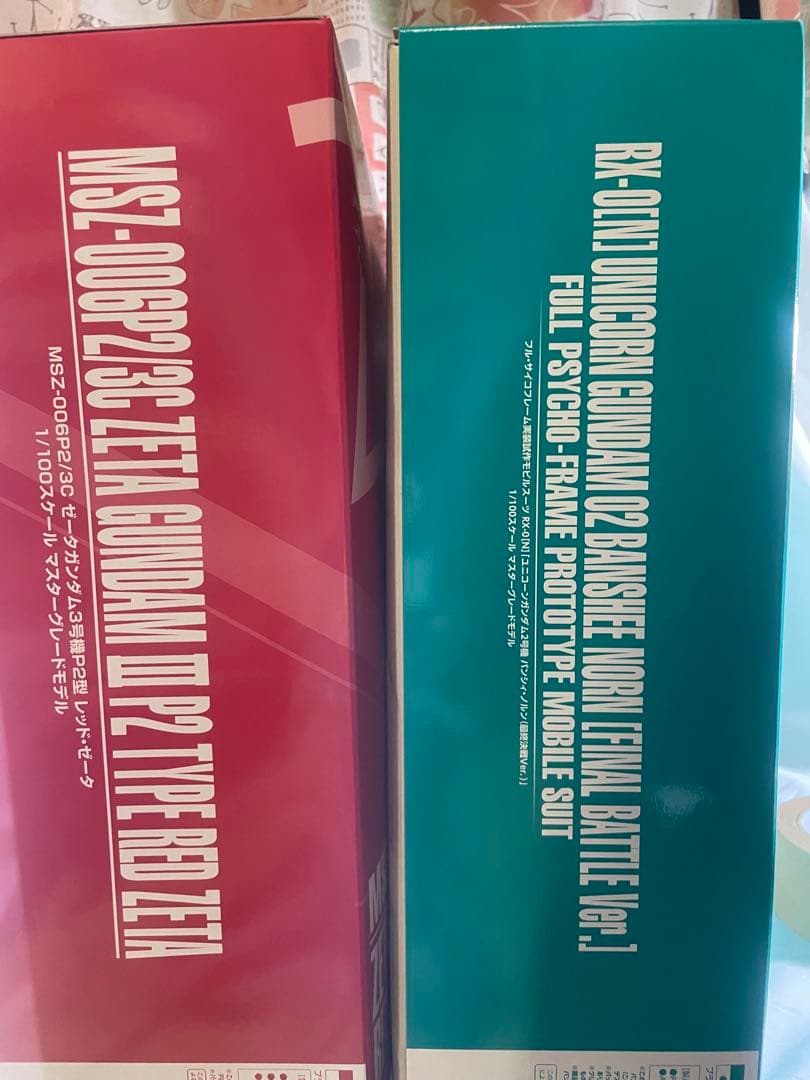 MSZ-006P2/3C ZETA GUNDAM III P2 TYPE RED ZETA
MSZ-006P2/3C ゼータガンダム3号機P2型 レッド・ゼータ
1/100スケール マスターグレードモデル
RX-0[N] UNICORN GUNDAM 02 BANSHEE NORN [FINAL BATTLE Ver.]
FULL PSYCHO-FRAME PROTOTYPE MOBILE SUIT
フル・サイコフレーム実装試作モビルスーツ RX-0[N]「ユニコーンガンダム2号機 バンシィ・ノルン(最終決戦Ver.)」
1/100スケール マスターグレードモデル